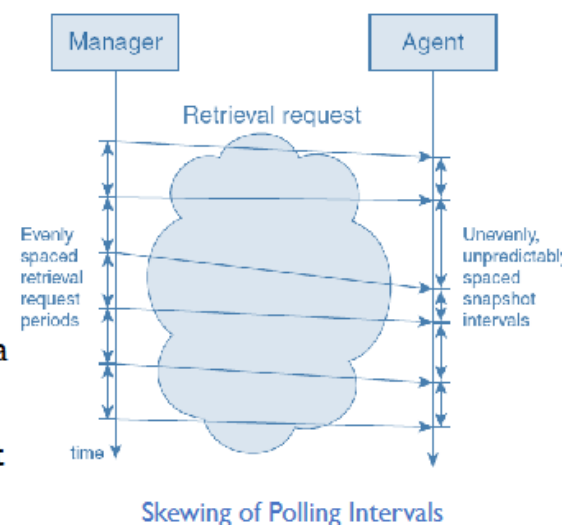 Manager
Agent
Retrieval request
Evenly
spaced
retrieval
request
periods
Unevenly,
unpredictably
spaced
snapshot
intervals
a
time
Skewing of Polling Intervals